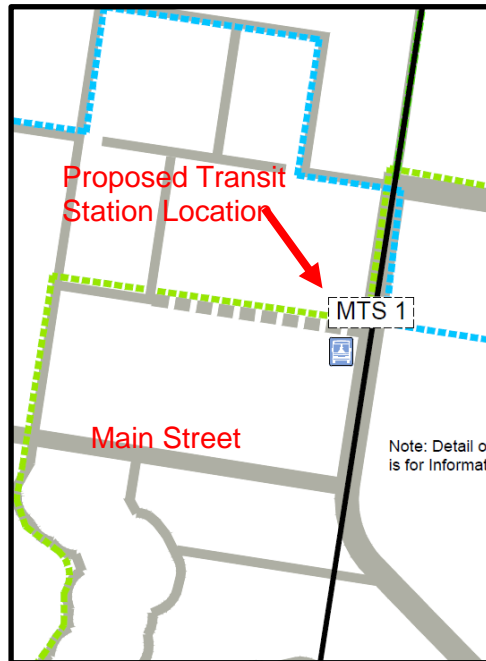 Proposed Transit
Station Location
MTS 1
Main Street
Note: Detail o
is for Informat